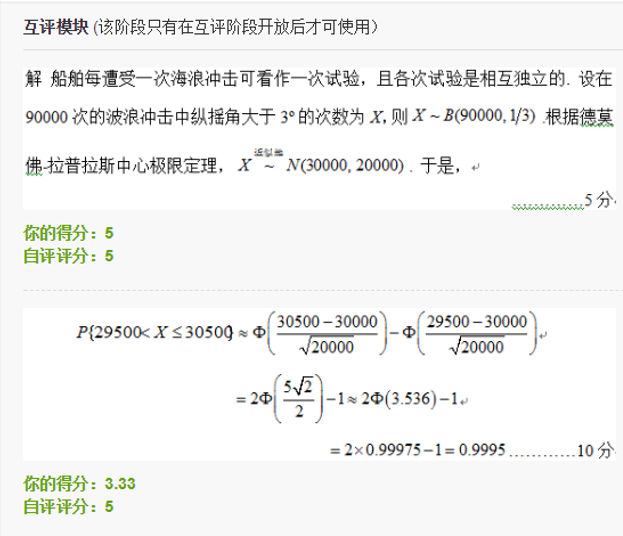 互评模块 (该阶段只有在互评阶段开放后才可使用)
解 船舶每遭受一次海浪冲击可看作一次试验，且各次试验是相互独立的. 设在
90000 次的波浪冲击中纵摇角大于 3° 的次数为 X, 则 X ~ B(90000, 1/3) .根据德莫
佛-拉普拉斯中心极限定理， X 近似地 ~ N(30000, 20000) . 于是，
…………5 分
你的得分：5
自评评分：5
P{29500< X ≤30500} ≈ Φ((30500−30000)/√20000) − Φ((29500−30000)/√20000)
= 2Φ(5√2/2) −1≈ 2Φ(3.536) −1
= 2×0.99975−1= 0.9995 …………10 分
你的得分：3.33
自评评分：5